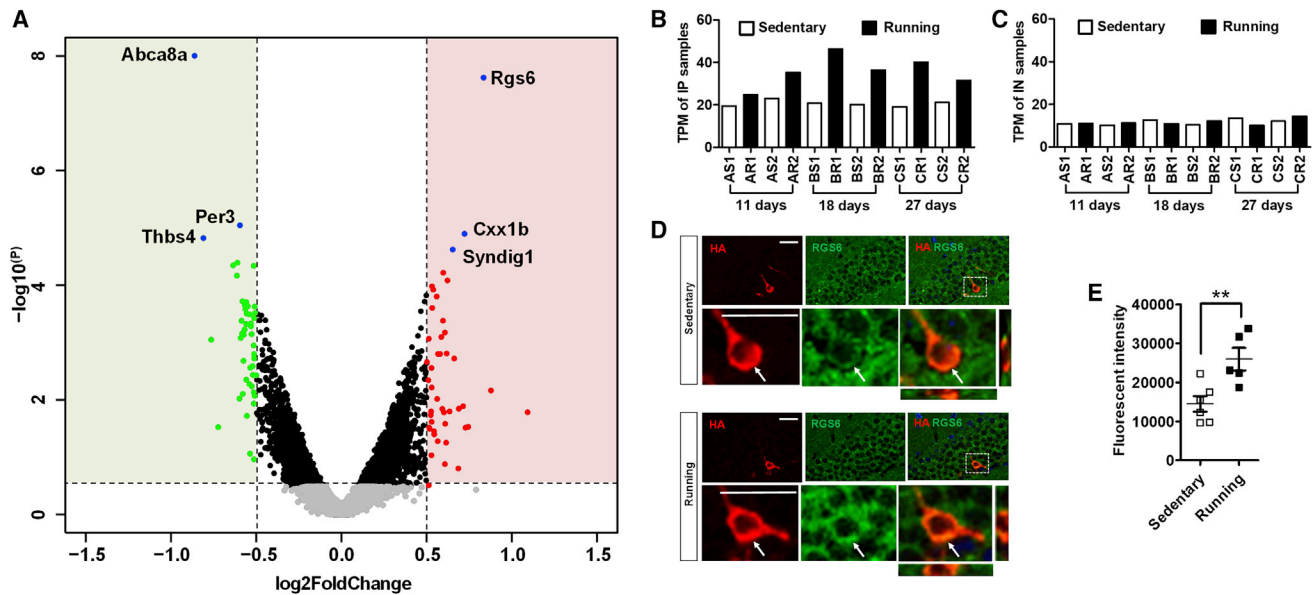 A
Abca8a
Rgs6
Per3
Thbs4
Cxx1b
Syndig1
−log10(P)
8
6
4
2
0
−1.5
−1.0
−0.5
0.0
0.5
1.0
1.5
log2FoldChange
B
Sedentary
Running
TPM of IP samples
60
40
20
0
AS1
AR1
AS2
AR2
BS1
BR1
BS2
BR2
CS1
CR1
CS2
CR2
11 days
18 days
27 days
C
Sedentary
Running
TPM of IN samples
60
40
20
0
AS1
AR1
AS2
AR2
BS1
BR1
BS2
BR2
CS1
CR1
CS2
CR2
11 days
18 days
27 days
D
Sedentary
HA
RGS6
HA RGS6
Running
HA
RGS6
HA RGS6
E
**
Fluorescent intensity
40000
30000
20000
10000
0
Sedentary
Running